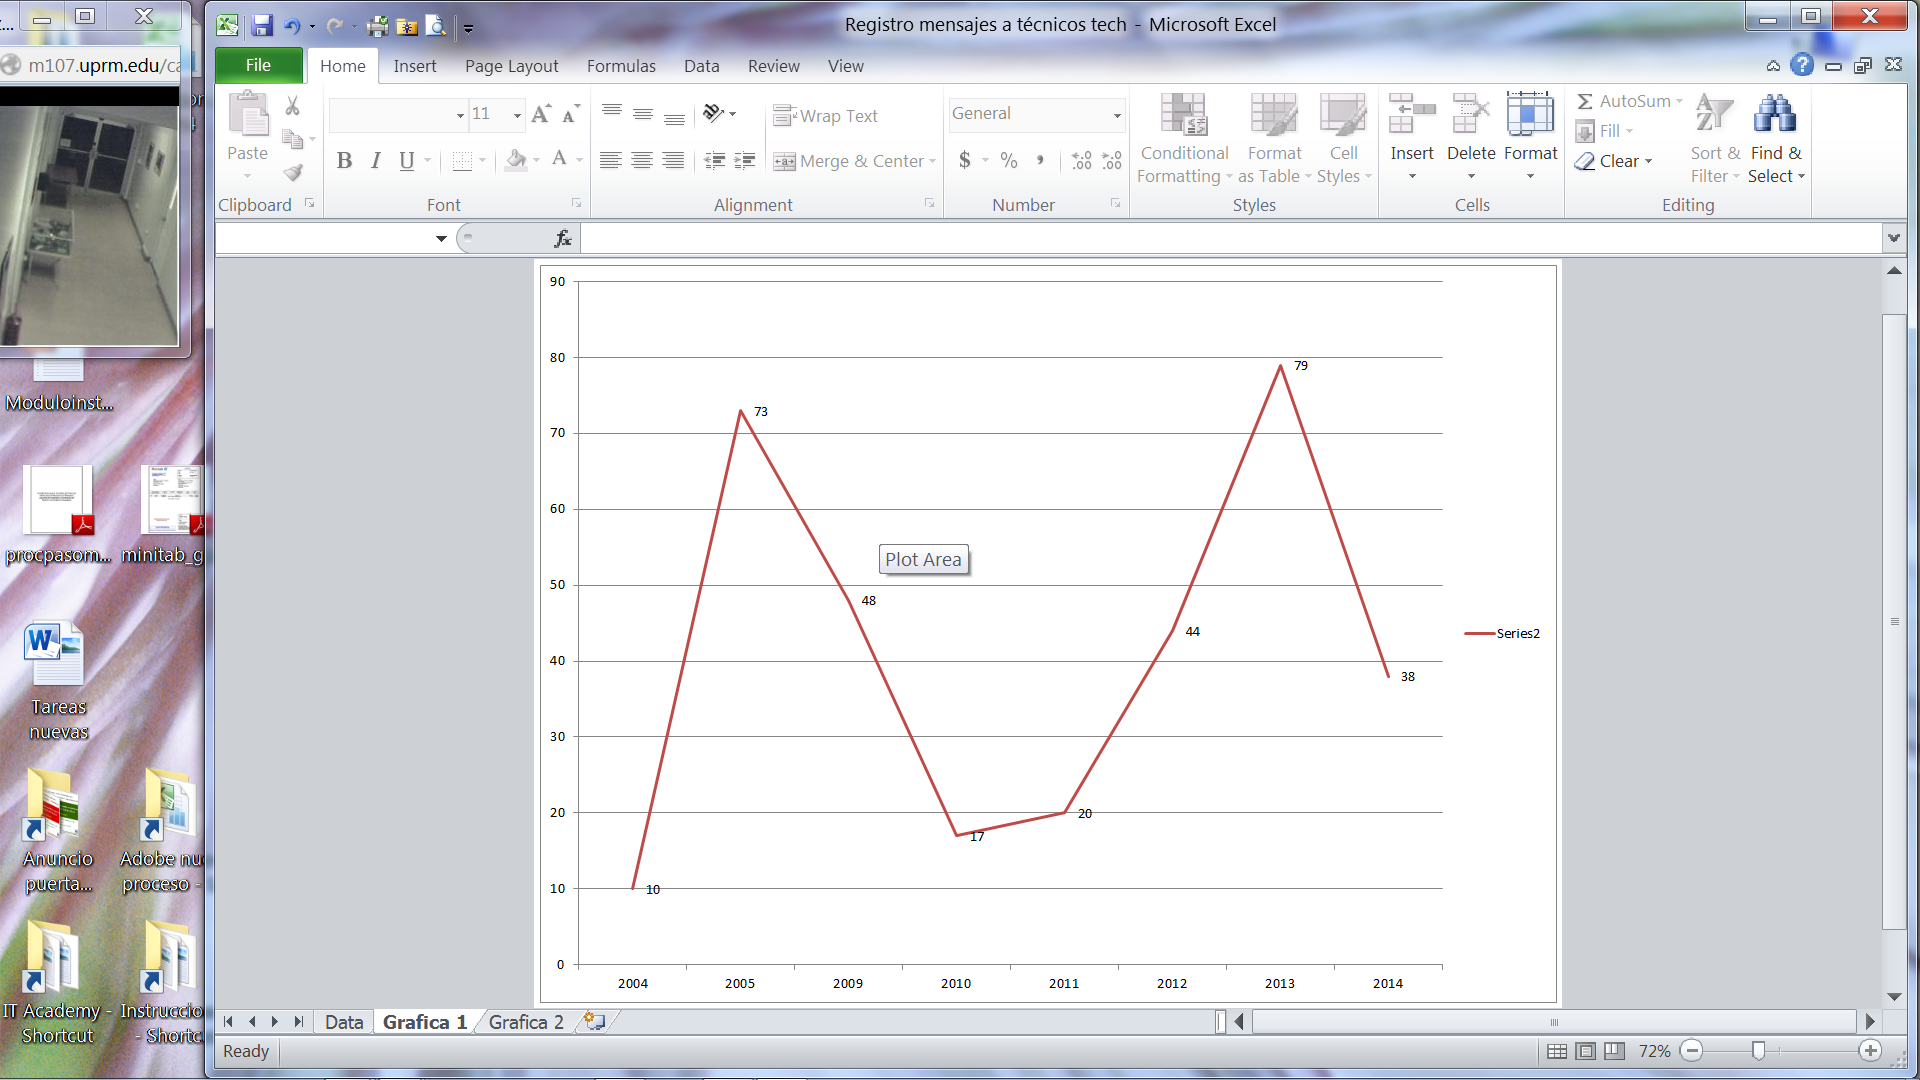 Registro mensajes a técnicos tech - Microsoft Excel
m107.uprm.edu/ca
File Home Insert Page Layout Formulas Data Review View
11
General
AutoSum
Wrap Text
Fill
Paste
B I U
Merge & Center
$ % ,
Conditional Formatting
Format as Table
Cell Styles
Insert Delete Format
Clear
Sort & Filter
Find & Select
Clipboard Font Alignment Number Styles Cells Editing
fx
90
80
70
60
50
40
30
20
10
0
10
73
48
17
20
44
79
38
Plot Area
Series2
2004 2005 2009 2010 2011 2012 2013 2014
Data Grafica 1 Grafica 2
Ready
72%
Moduloinst...
procpasom...
minitab_g
Tareas
nuevas
Anuncio
puerta...
Adobe nu
proceso -
IT Academy -
Shortcut
Instruccio
- Shortc